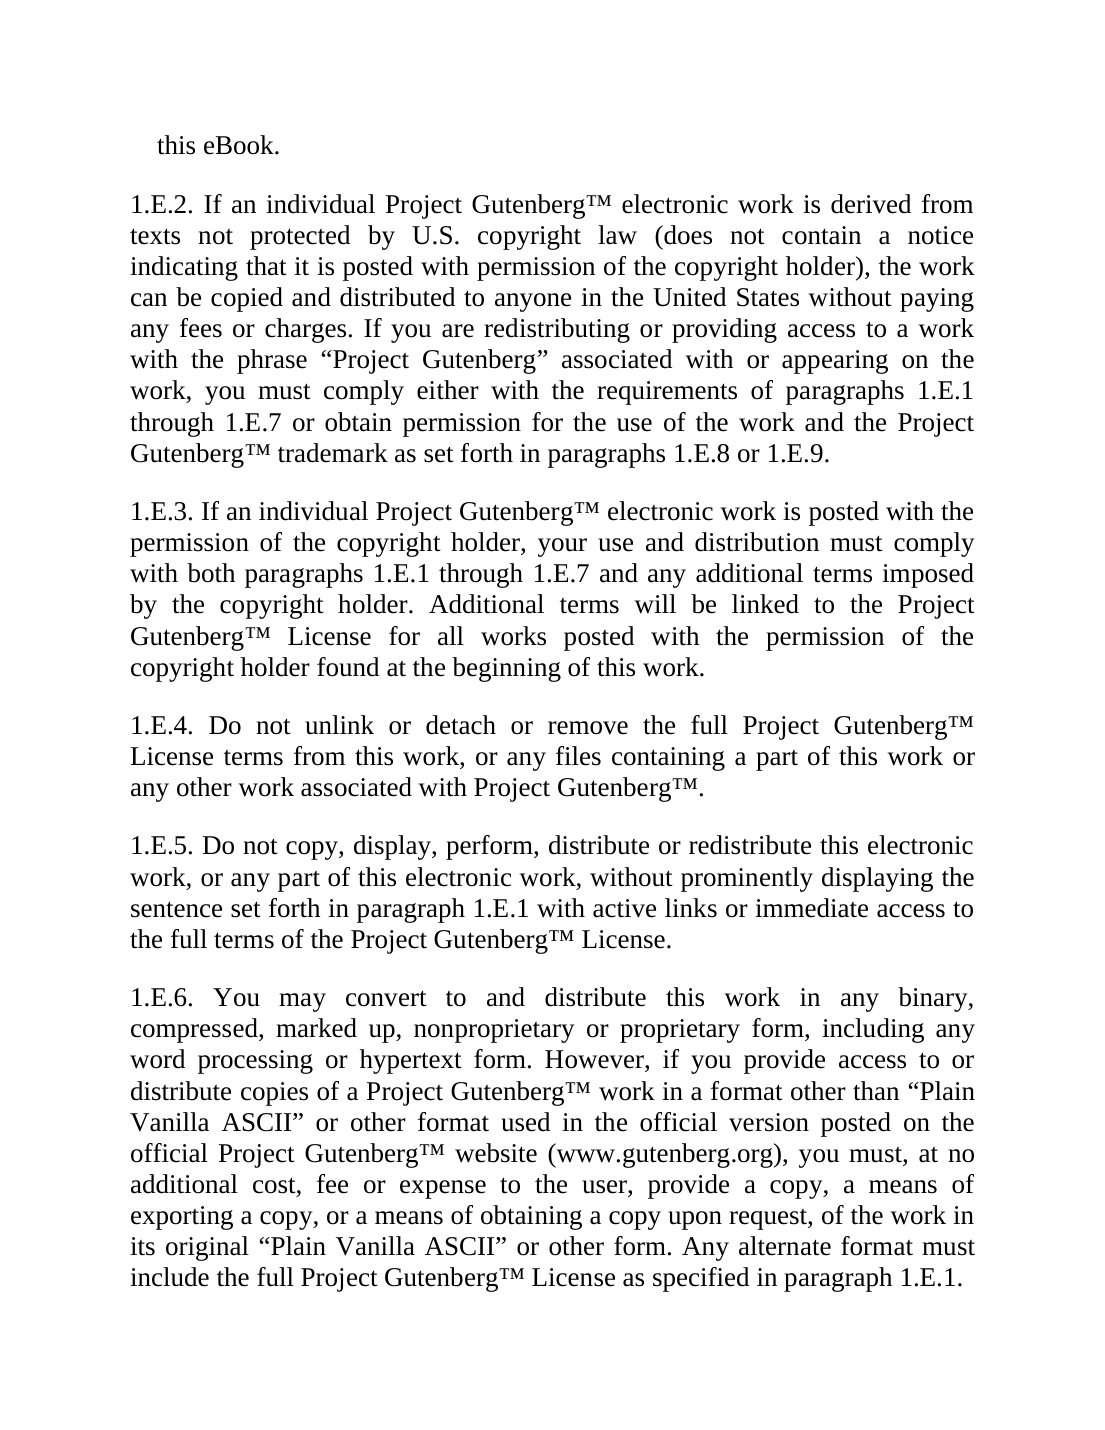 this eBook.
1.E.2. If an individual Project Gutenberg™ electronic work is derived from
texts not protected by U.S. copyright law (does not contain a notice
indicating that it is posted with permission of the copyright holder), the work
can be copied and distributed to anyone in the United States without paying
any fees or charges. If you are redistributing or providing access to a work
with the phrase “Project Gutenberg” associated with or appearing on the
work, you must comply either with the requirements of paragraphs 1.E.1
through 1.E.7 or obtain permission for the use of the work and the Project
Gutenberg™ trademark as set forth in paragraphs 1.E.8 or 1.E.9.
1.E.3. If an individual Project Gutenberg™ electronic work is posted with the
permission of the copyright holder, your use and distribution must comply
with both paragraphs 1.E.1 through 1.E.7 and any additional terms imposed
by the copyright holder. Additional terms will be linked to the Project
Gutenberg™ License for all works posted with the permission of the
copyright holder found at the beginning of this work.
1.E.4. Do not unlink or detach or remove the full Project Gutenberg™
License terms from this work, or any files containing a part of this work or
any other work associated with Project Gutenberg™.
1.E.5. Do not copy, display, perform, distribute or redistribute this electronic
work, or any part of this electronic work, without prominently displaying the
sentence set forth in paragraph 1.E.1 with active links or immediate access to
the full terms of the Project Gutenberg™ License.
1.E.6. You may convert to and distribute this work in any binary,
compressed, marked up, nonproprietary or proprietary form, including any
word processing or hypertext form. However, if you provide access to or
distribute copies of a Project Gutenberg™ work in a format other than “Plain
Vanilla ASCII” or other format used in the official version posted on the
official Project Gutenberg™ website (www.gutenberg.org), you must, at no
additional cost, fee or expense to the user, provide a copy, a means of
exporting a copy, or a means of obtaining a copy upon request, of the work in
its original “Plain Vanilla ASCII” or other form. Any alternate format must
include the full Project Gutenberg™ License as specified in paragraph 1.E.1.